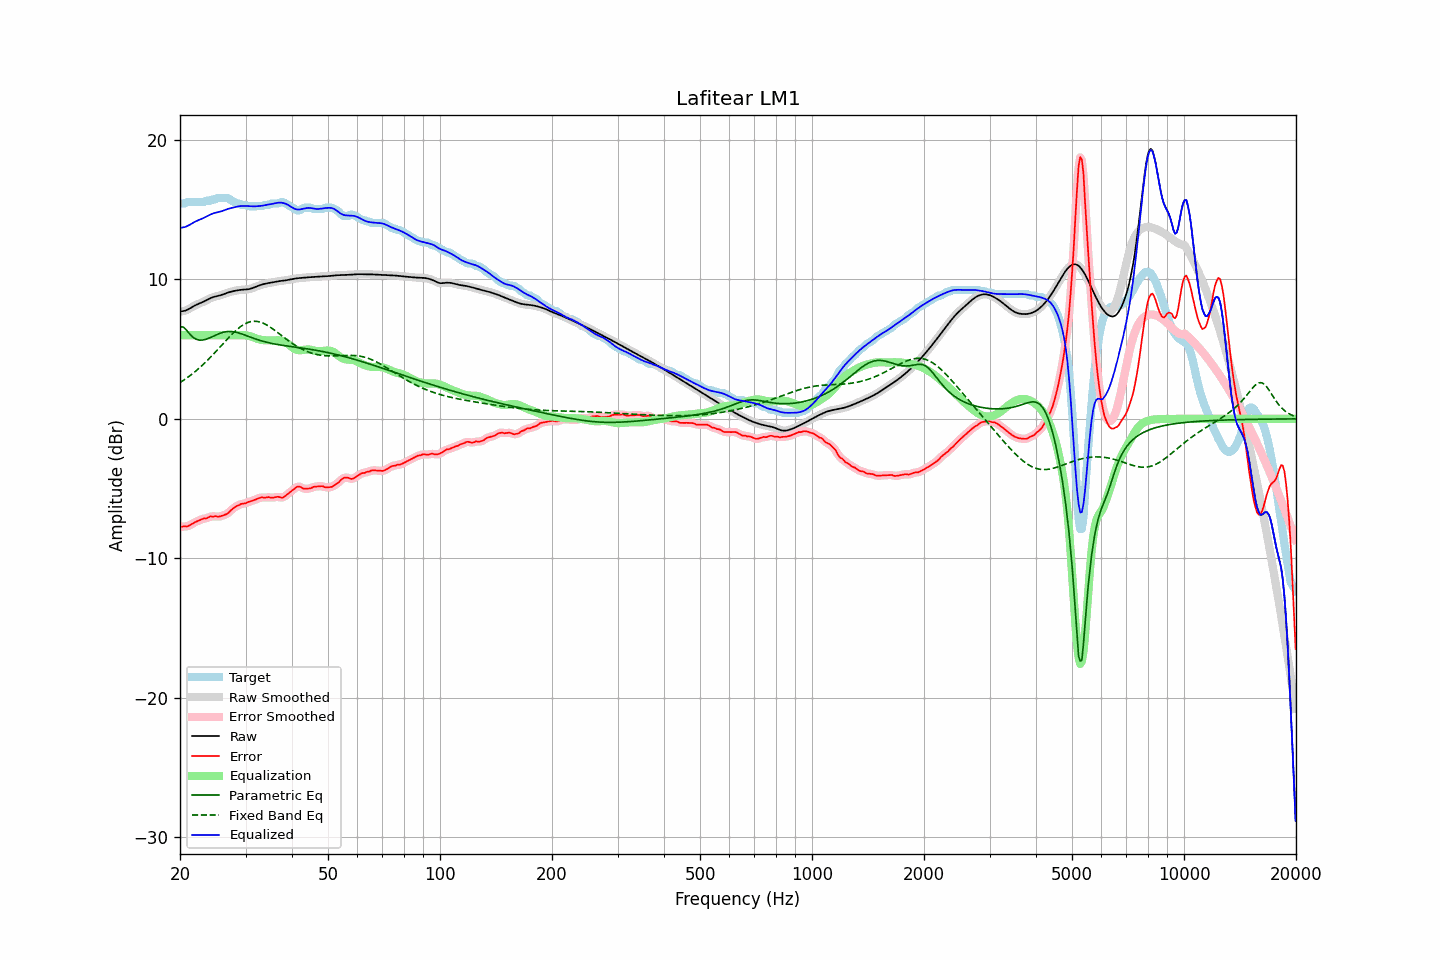 Lafitear LM1
Amplitude (dBr)
20
10
0
−10
−20
−30
Target
Raw Smoothed
Error Smoothed
Raw
Error
Equalization
Parametric Eq
Fixed Band Eq
Equalized
20 50 100 200 500 1000 2000 5000 10000 20000
Frequency (Hz)